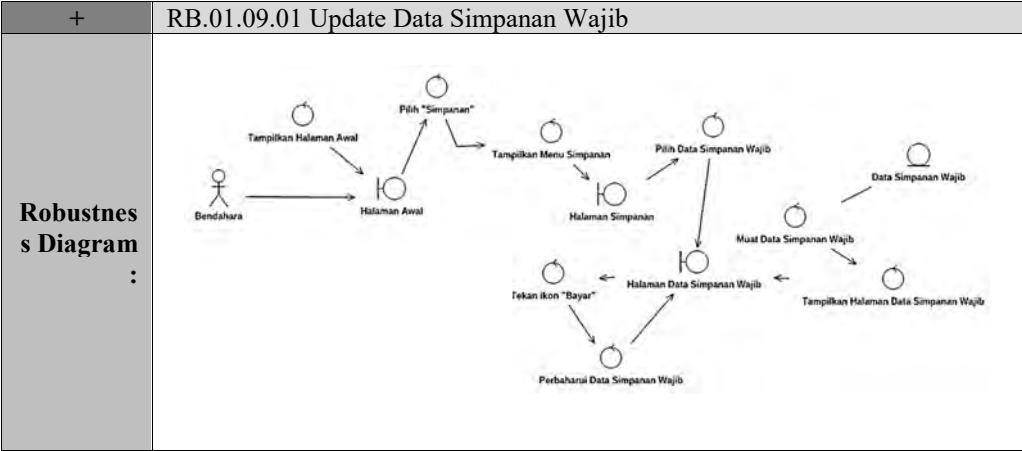 +
RB.01.09.01 Update Data Simpanan Wajib
Robustnes
s Diagram
:
Pilih "Simpanan"
Tampilkan Halaman Awal
Tampilkan Menu Simpanan
Pilih Data Simpanan Wajib
Data Simpanan Wajib
Bendahara
Halaman Awal
Halaman Simpanan
Muat Data Simpanan Wajib
Halaman Data Simpanan Wajib
Tekan ikon "Bayar"
Tampilkan Halaman Data Simpanan Wajib
Perbaharui Data Simpanan Wajib